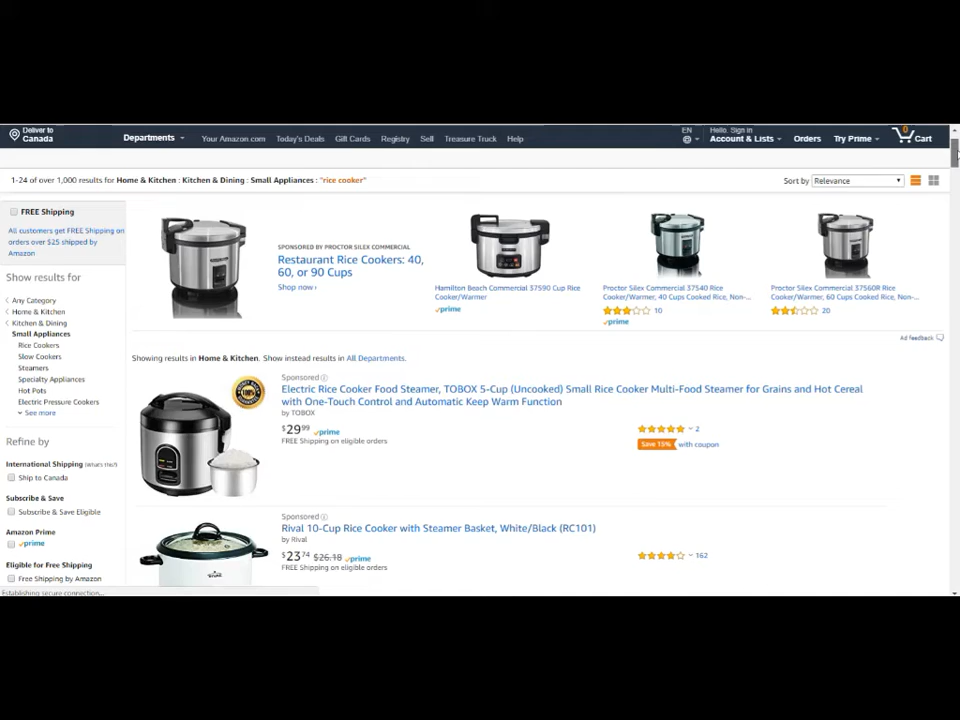 Deliver to
Canada
Departments
Your Amazon.com
Today's Deals
Gift Cards
Registry
Sell
Treasure Truck
Help
EN
Hello. Sign in
Account & Lists
Orders
Try Prime
0
Cart
1-24 of over 1,000 results for Home & Kitchen : Kitchen & Dining : Small Appliances : "rice cooker"
Sort by Relevance
FREE Shipping
All customers get FREE Shipping on
orders over $25 shipped by
Amazon
Show results for
Any Category
Home & Kitchen
Kitchen & Dining
Small Appliances
Rice Cookers
Slow Cookers
Steamers
Specialty Appliances
Hot Pots
Electric Pressure Cookers
See more
Refine by
International Shipping (What's this?)
Ship to Canada
Subscribe & Save
Subscribe & Save Eligible
Amazon Prime
prime
Eligible for Free Shipping
Free Shipping by Amazon
SPONSORED BY PROCTOR SILEX COMMERCIAL
Restaurant Rice Cookers: 40,
60, or 90 Cups
Shop now ›
Hamilton Beach Commercial 37590 Cup Rice
Cooker/Warmer
prime
Proctor Silex Commercial 37540 Rice
Cooker/Warmer, 40 Cups Cooked Rice, Non-...
10
prime
Proctor Silex Commercial 37560R Rice
Cooker/Warmer, 60 Cups Cooked Rice, Non-...
20
Ad feedback
Showing results in Home & Kitchen. Show instead results in All Departments.
Sponsored
Electric Rice Cooker Food Steamer, TOBOX 5-Cup (Uncooked) Small Rice Cooker Multi-Food Steamer for Grains and Hot Cereal
with One-Touch Control and Automatic Keep Warm Function
by TOBOX
$29 99 prime
FREE Shipping on eligible orders
2
Save 15% with coupon
100%
Sponsored
Rival 10-Cup Rice Cooker with Steamer Basket, White/Black (RC101)
by Rival
$23 74 $26.18 prime
FREE Shipping on eligible orders
162
RIVAL
Establishing secure connection...